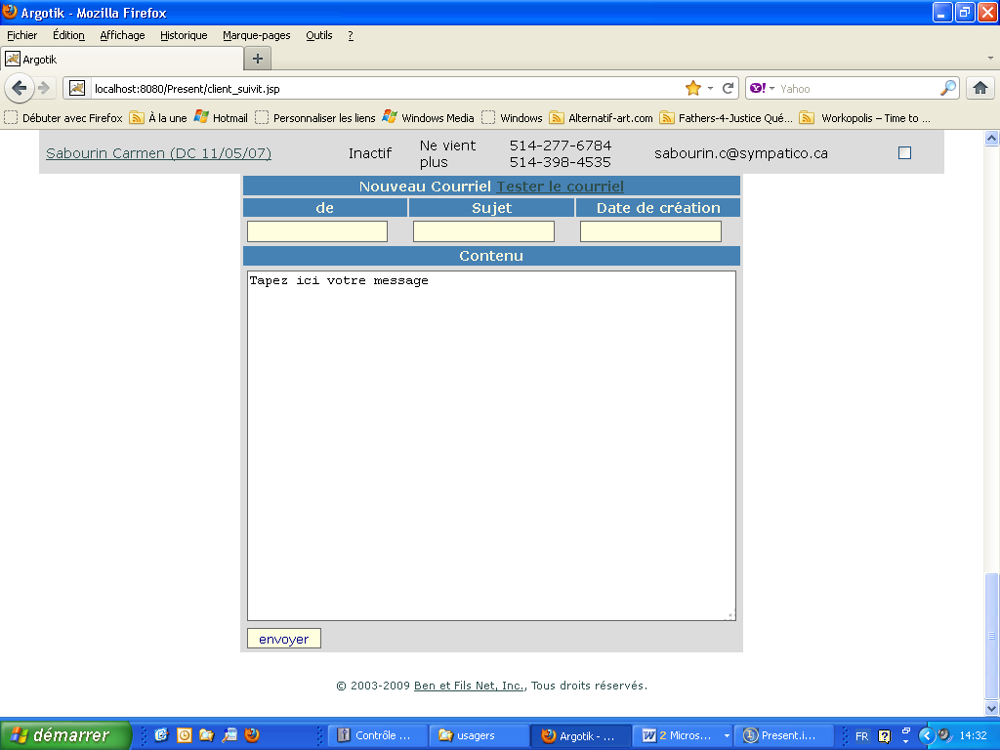 Argotik - Mozilla Firefox
Fichier Édition Affichage Historique Marque-pages Outils ?
Argotik
localhost:8080/Present/client_suivit.jsp
Yahoo
Débuter avec Firefox À la une Hotmail Personnaliser les liens Windows Media Windows Alternatif-art.com Fathers-4-Justice Qué... Workopolis – Time to ...
Sabourin Carmen (DC 11/05/07) Inactif Ne vient plus 514-277-6784 514-398-4535 sabourin.c@sympatico.ca
Nouveau Courriel Tester le courriel
de Sujet Date de création
Contenu
Tapez ici votre message
envoyer
© 2003-2009 Ben et Fils Net, Inc., Tous droits réservés.
démarrer Contrôle ... usagers Argotik - ... 2 Micros... Present.i... FR 14:32